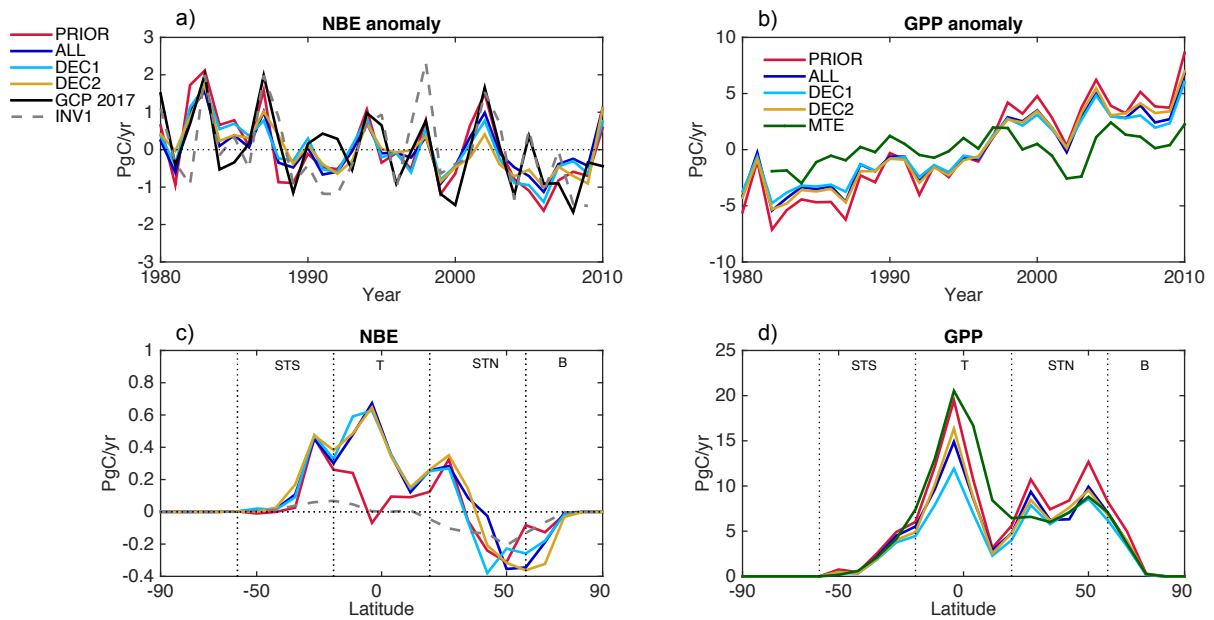 a)
NBE anomaly
PRIOR
ALL
DEC1
DEC2
GCP 2017
INV1
3
2
1
0
-1
-2
-3
PgC/yr
1980 1990 2000 2010
Year
b)
GPP anomaly
PRIOR
ALL
DEC1
DEC2
MTE
10
5
0
-5
-10
PgC/yr
1980 1990 2000 2010
Year
c)
NBE
STS T STN B
1
0.8
0.6
0.4
0.2
0
-0.2
-0.4
PgC/yr
-90 -50 0 50 90
Latitude
d)
GPP
STS T STN B
25
20
15
10
5
0
PgC/yr
-90 -50 0 50 90
Latitude